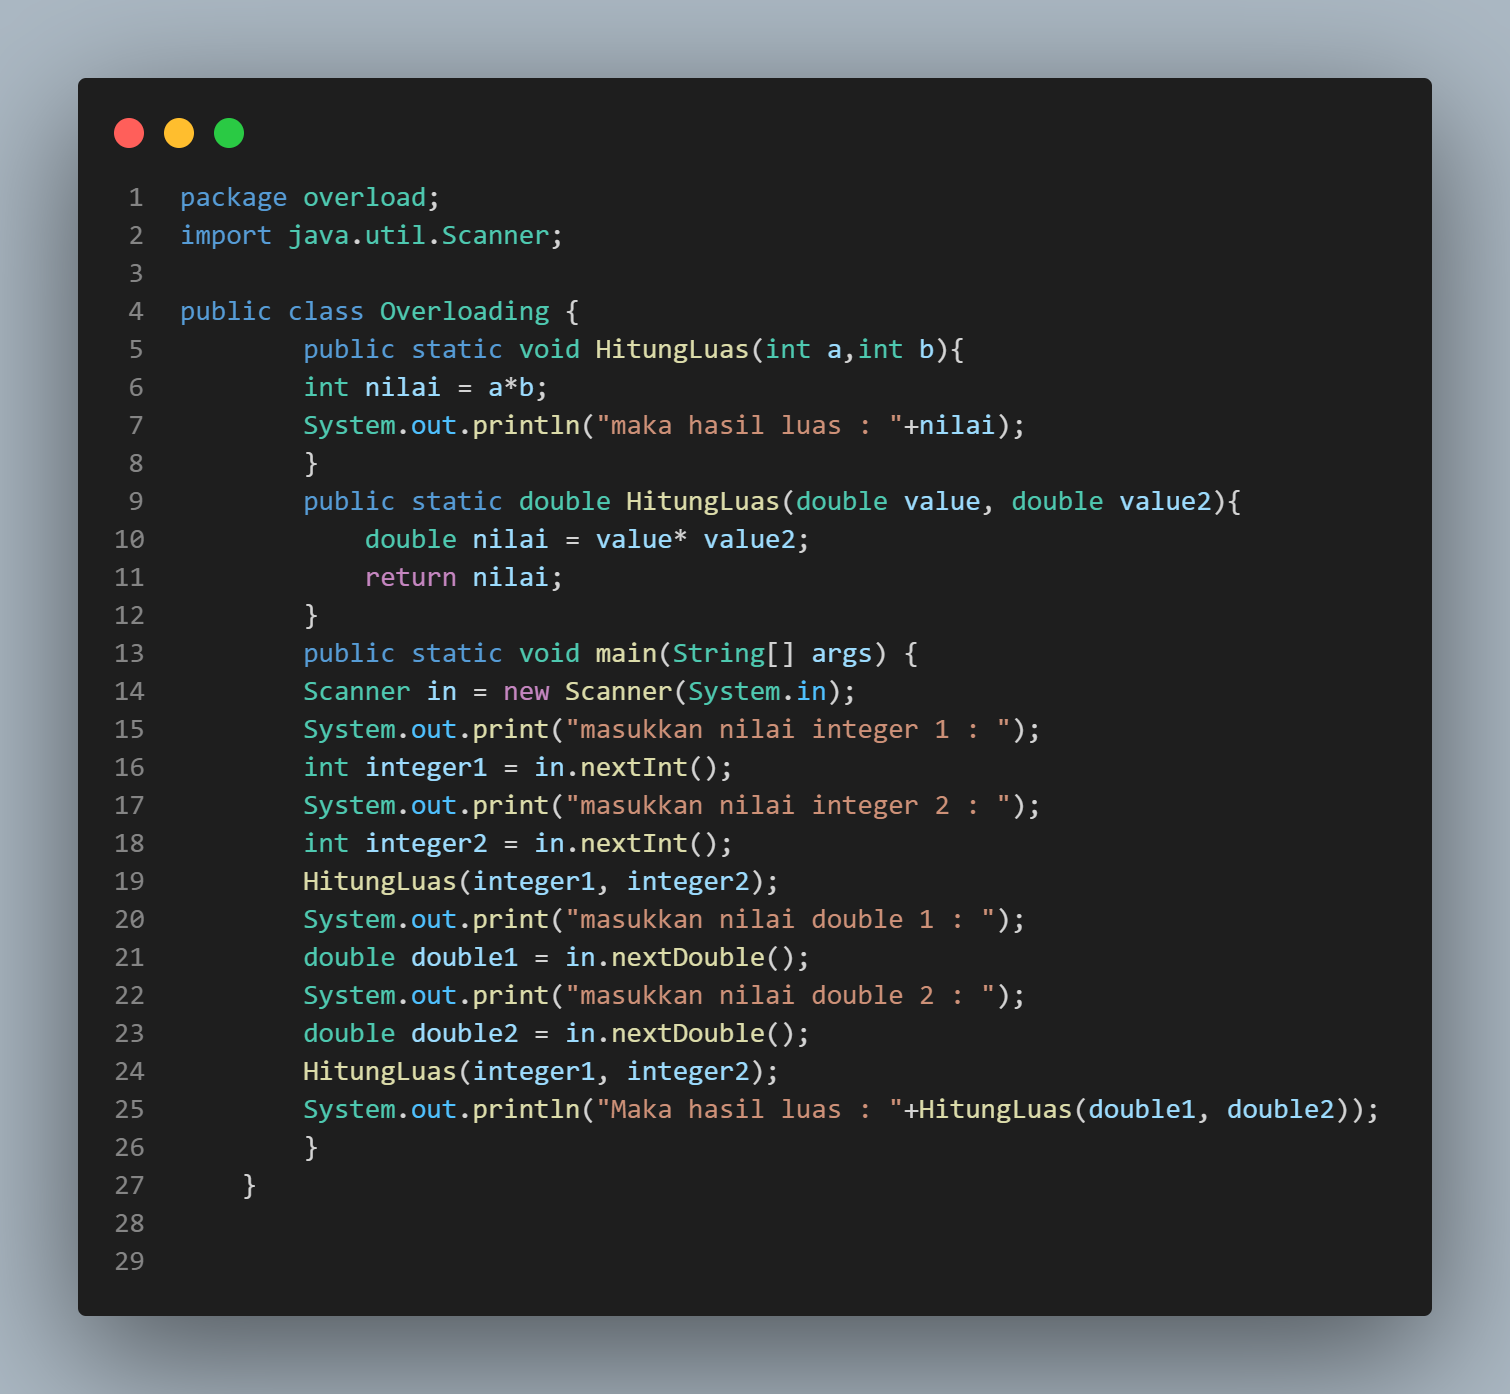 1 package overload;
2 import java.util.Scanner;
3
4 public class Overloading {
5         public static void HitungLuas(int a,int b){
6         int nilai = a*b;
7         System.out.println("maka hasil luas : "+nilai);
8         }
9         public static double HitungLuas(double value, double value2){
10             double nilai = value* value2;
11             return nilai;
12         }
13         public static void main(String[] args) {
14         Scanner in = new Scanner(System.in);
15         System.out.print("masukkan nilai integer 1 : ");
16         int integer1 = in.nextInt();
17         System.out.print("masukkan nilai integer 2 : ");
18         int integer2 = in.nextInt();
19         HitungLuas(integer1, integer2);
20         System.out.print("masukkan nilai double 1 : ");
21         double double1 = in.nextDouble();
22         System.out.print("masukkan nilai double 2 : ");
23         double double2 = in.nextDouble();
24         HitungLuas(integer1, integer2);
25         System.out.println("Maka hasil luas : "+HitungLuas(double1, double2));
26         }
27     }
28
29